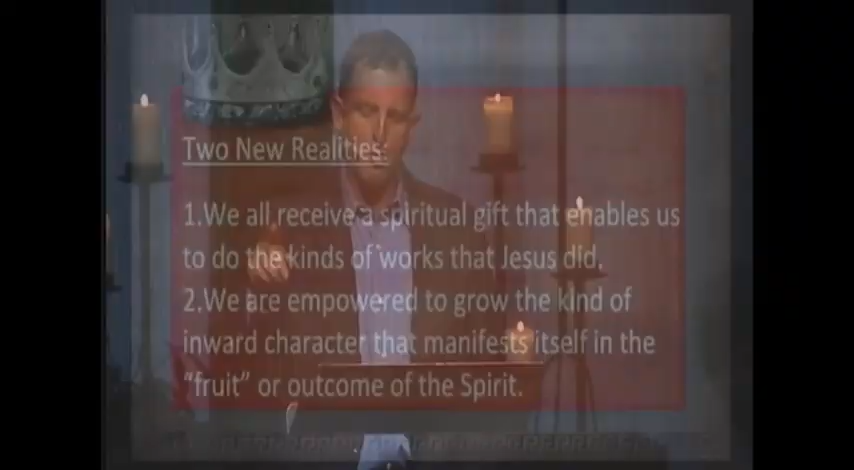 Two New Realities:
1.We all receive a spiritual gift that enables us
to do the kinds of works that Jesus did.
2.We are empowered to grow the kind of
inward character that manifests itself in the
“fruit” or outcome of the Spirit.